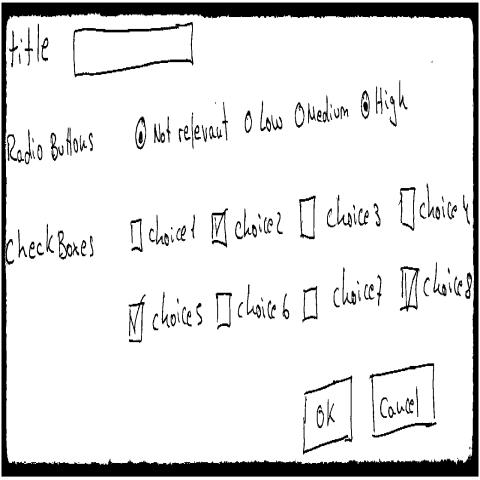 title
Radio Buttons Not relevant Low Medium High
CheckBoxes choice1 choice2 choice3 choice4
choice5 choice6 choice7 choice8
OK Cancel